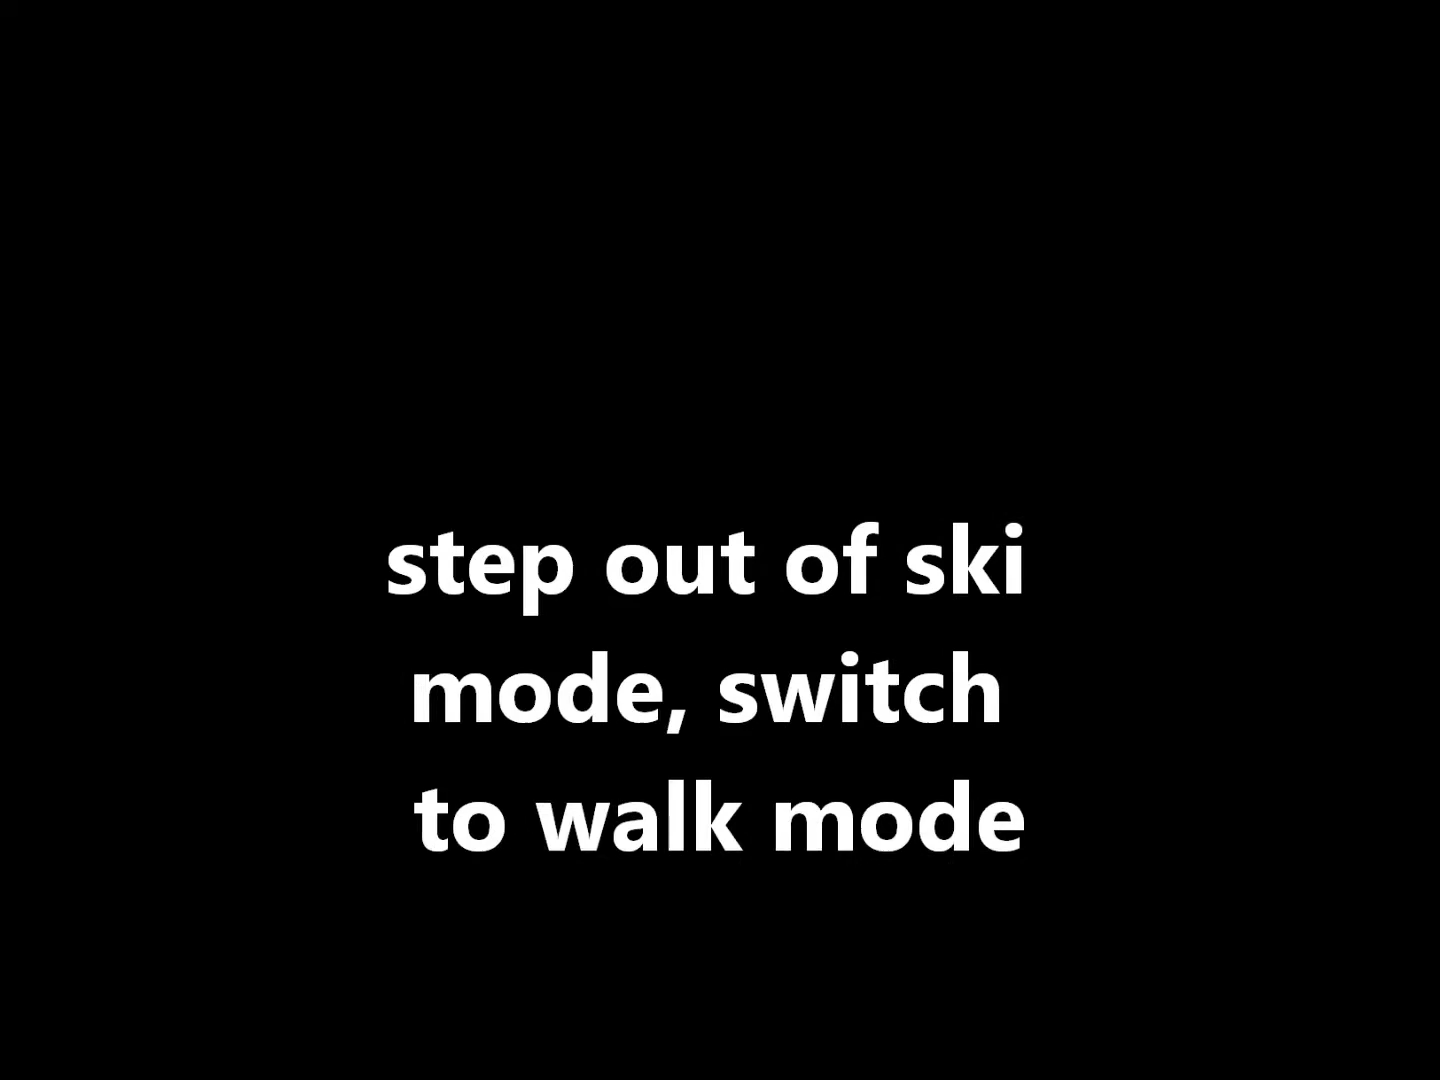 step out of ski
mode, switch
to walk mode